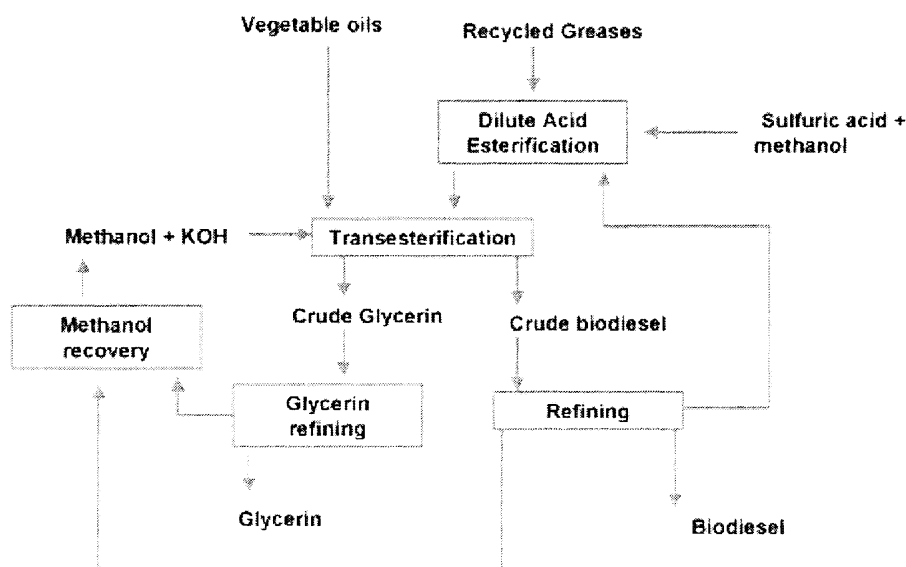 Vegetable oils
Recycled Greases
Dilute Acid
Esterification
Sulfuric acid +
methanol
Methanol + KOH
Transesterification
Crude Glycerin
Crude biodiesel
Methanol
recovery
Glycerin
refining
Refining
Glycerin
Biodiesel